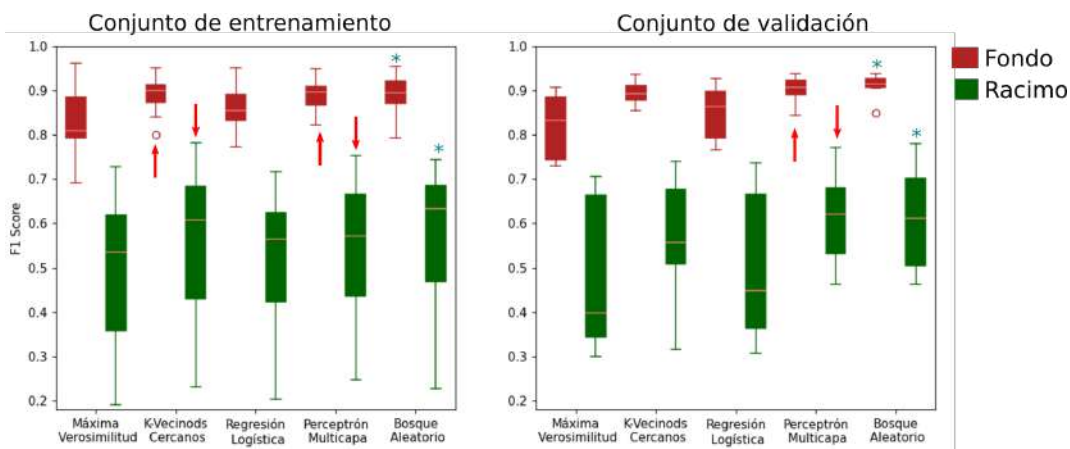 Conjunto de entrenamiento
Conjunto de validación
Fondo
Racimo
F1 Score
1.0
0.9
0.8
0.7
0.6
0.5
0.4
0.3
0.2
*
*
Máxima
Verosimilitud
K-Vecinods
Cercanos
Regresión
Logística
Perceptrón
Multicapa
Bosque
Aleatorio
1.0
0.9
0.8
0.7
0.6
0.5
0.4
0.3
0.2
*
*
Máxima
Verosimilitud
K-Vecinods
Cercanos
Regresión
Logística
Perceptrón
Multicapa
Bosque
Aleatorio